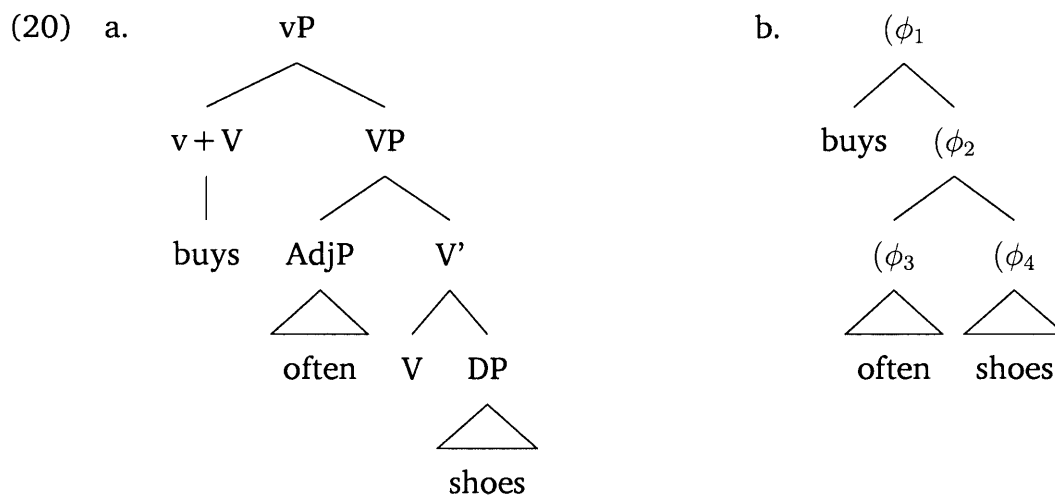 (20) a. vP b. (ϕ1
v + V VP buys (ϕ2
buys AdjP V’ (ϕ3 (ϕ4
often V DP often shoes
shoes